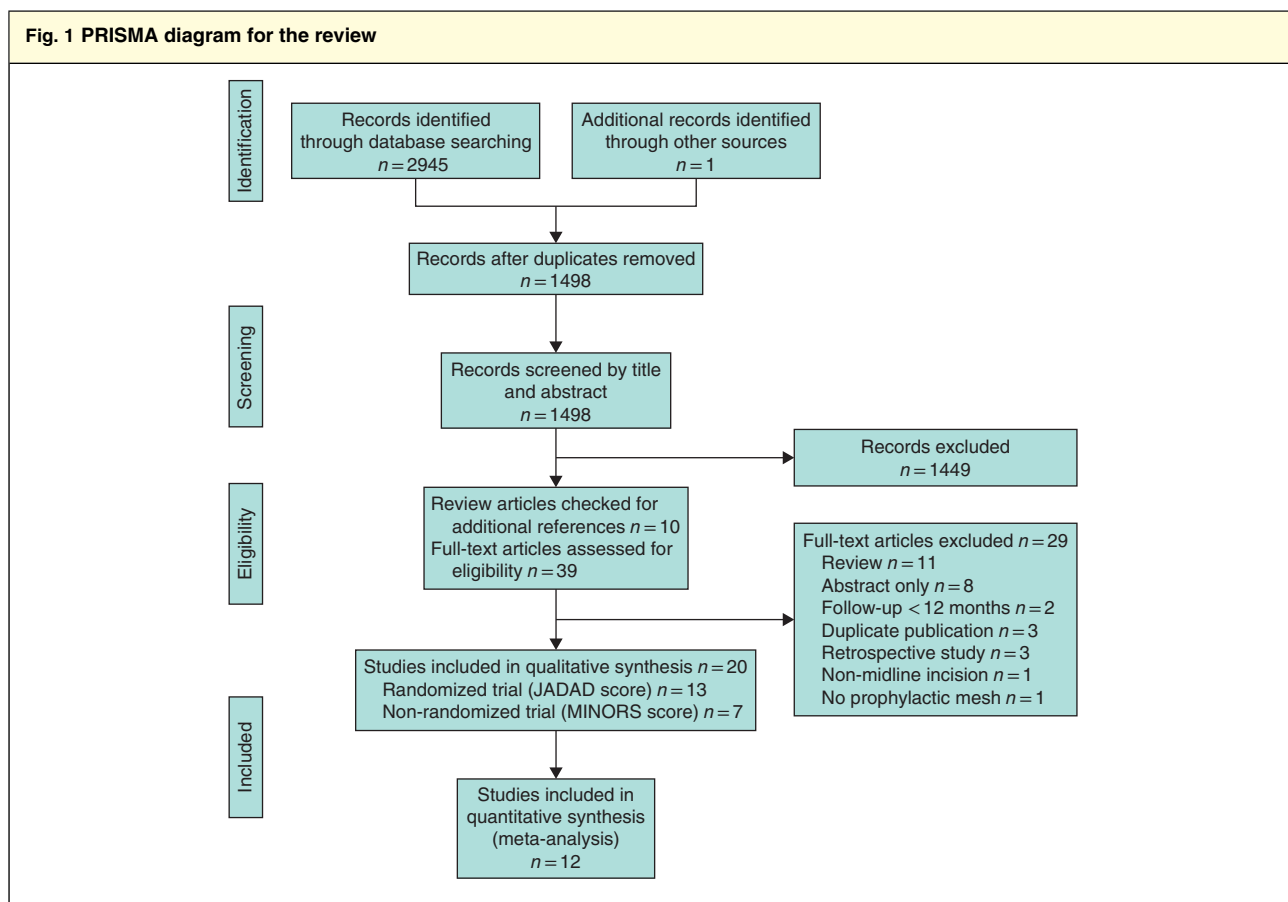 Fig. 1 PRISMA diagram for the review
Identification
Records identified
through database searching
n = 2945
Additional records identified
through other sources
n = 1
Records after duplicates removed
n = 1498
Screening
Records screened by title
and abstract
n = 1498
Records excluded
n = 1449
Eligibility
Review articles checked for
additional references n = 10
Full-text articles assessed for
eligibility n = 39
Full-text articles excluded n = 29
Review n = 11
Abstract only n = 8
Follow-up < 12 months n = 2
Duplicate publication n = 3
Retrospective study n = 3
Non-midline incision n = 1
No prophylactic mesh n = 1
Studies included in qualitative synthesis n = 20
Randomized trial (JADAD score) n = 13
Non-randomized trial (MINORS score) n = 7
Included
Studies included in
quantitative synthesis
(meta-analysis)
n = 12